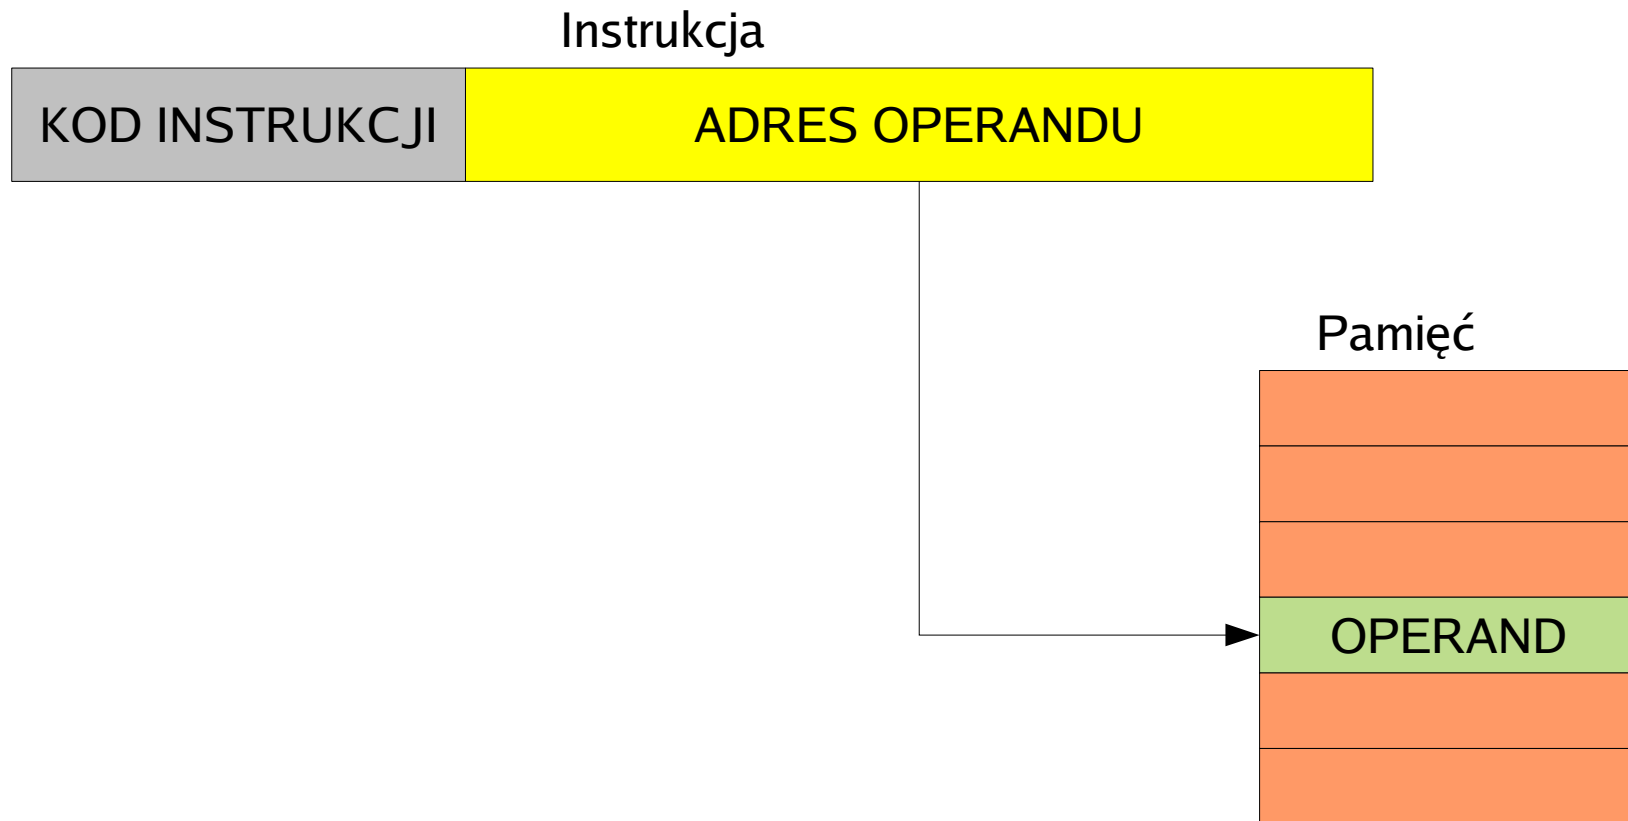 Instrukcja
KOD INSTRUKCJI
ADRES OPERANDU
Pamięć
OPERAND